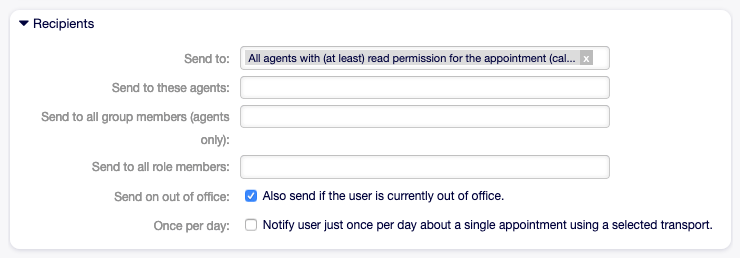 Recipients
Send to: All agents with (at least) read permission for the appointment (cal... x
Send to these agents:
Send to all group members (agents
only):
Send to all role members:
Send on out of office: Also send if the user is currently out of office.
Once per day: Notify user just once per day about a single appointment using a selected transport.